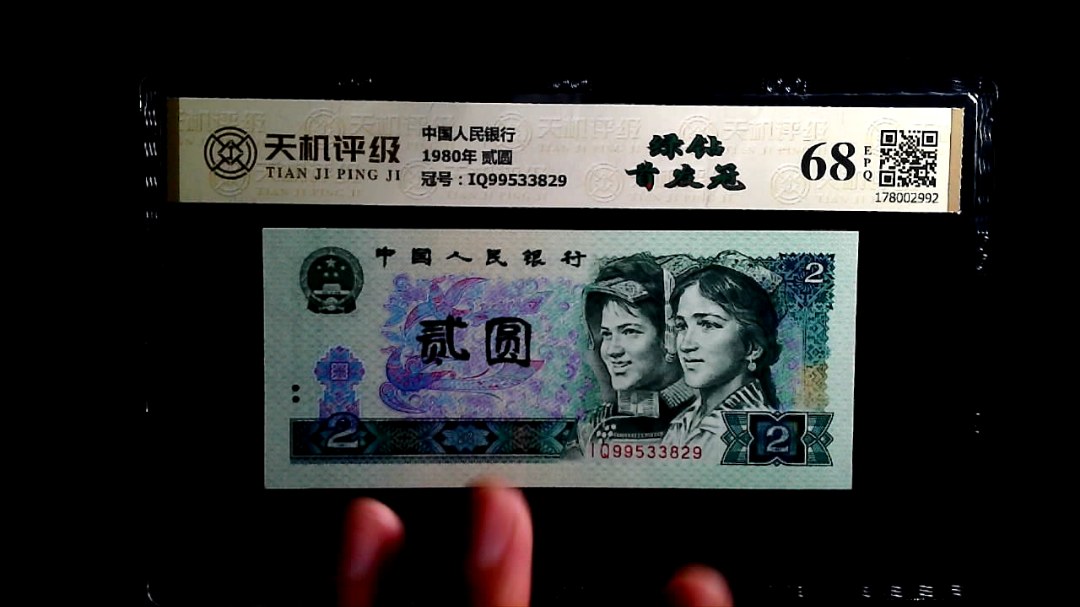 天机评级
TIAN JI PING JI
中国人民银行
1980年 贰圆
冠号：IQ99533829
绿钻
首发冠
68
EPQ
178002992
中国人民银行
2
贰圆
2
IQ99533829
2